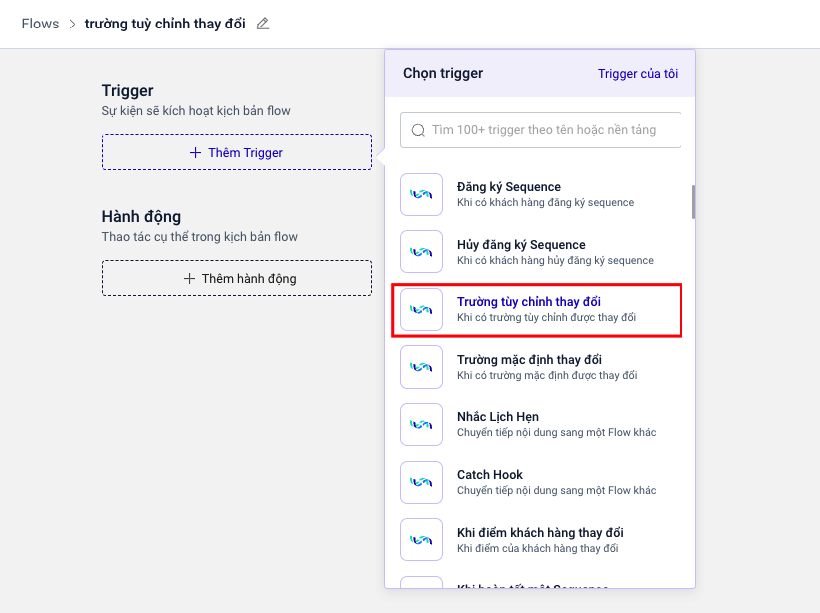 Flows > trường tuỳ chỉnh thay đổi
Trigger
Sự kiện sẽ kích hoạt kịch bản flow
Thêm Trigger
Hành động
Thao tác cụ thể trong kịch bản flow
Thêm hành động
Chọn trigger
Trigger của tôi
Tìm 100+ trigger theo tên hoặc nền tảng
Đăng ký Sequence
Khi có khách hàng đăng ký sequence
Hủy đăng ký Sequence
Khi có khách hàng hủy đăng ký sequence
Trường tùy chỉnh thay đổi
Khi có trường tùy chỉnh được thay đổi
Trường mặc định thay đổi
Khi có trường mặc định được thay đổi
Nhắc Lịch Hẹn
Chuyển tiếp nội dung sang một Flow khác
Catch Hook
Chuyển tiếp nội dung sang một Flow khác
Khi điểm khách hàng thay đổi
Khi điểm của khách hàng thay đổi
Khi hoàn tất một Sequence